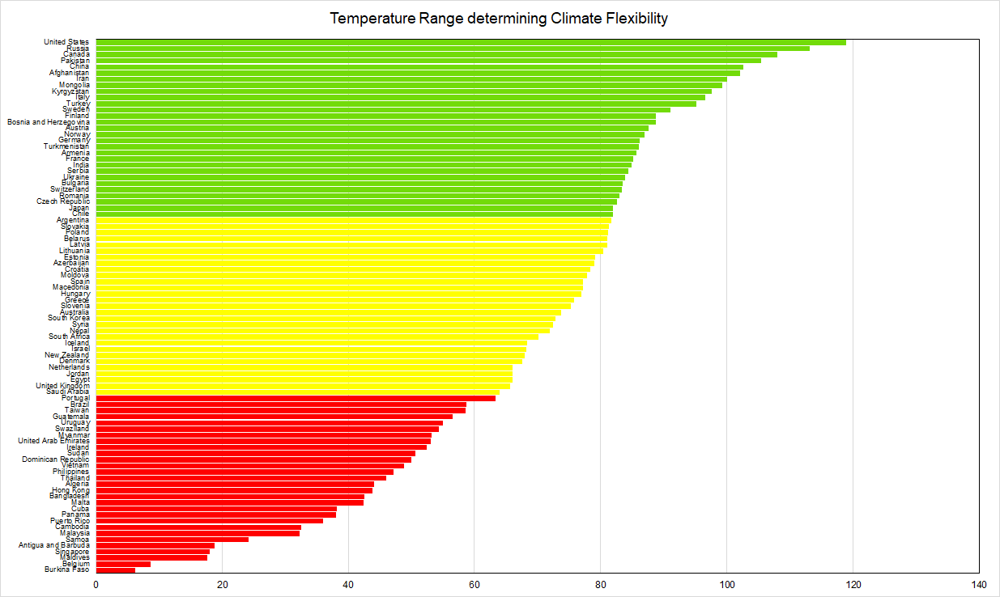 Temperature Range determining Climate Flexibility
United States
Russia
Canada
Pakistan
China
Afghanistan
Iran
Mongolia
Kyrgyzstan
Italy
Turkey
Sweden
Finland
Bosnia and Herzegovina
Austria
Norway
Germany
Turkmenistan
Armenia
France
India
Serbia
Ukraine
Bulgaria
Switzerland
Romania
Czech Republic
Japan
Chile
Argentina
Slovakia
Poland
Belarus
Latvia
Lithuania
Estonia
Azerbaijan
Croatia
Moldova
Spain
Macedonia
Hungary
Greece
Slovenia
Australia
South Korea
Syria
Nepal
South Africa
Iceland
Israel
New Zealand
Denmark
Netherlands
Jordan
Egypt
United Kingdom
Saudi Arabia
Portugal
Brazil
Taiwan
Guatemala
Uruguay
Swaziland
Myanmar
United Arab Emirates
Ireland
Sudan
Dominican Republic
Vietnam
Philippines
Thailand
Algeria
Hong Kong
Bangladesh
Malta
Cuba
Panama
Puerto Rico
Cambodia
Malaysia
Samoa
Antigua and Barbuda
Singapore
Maldives
Belgium
Burkina Faso
0 20 40 60 80 100 120 140